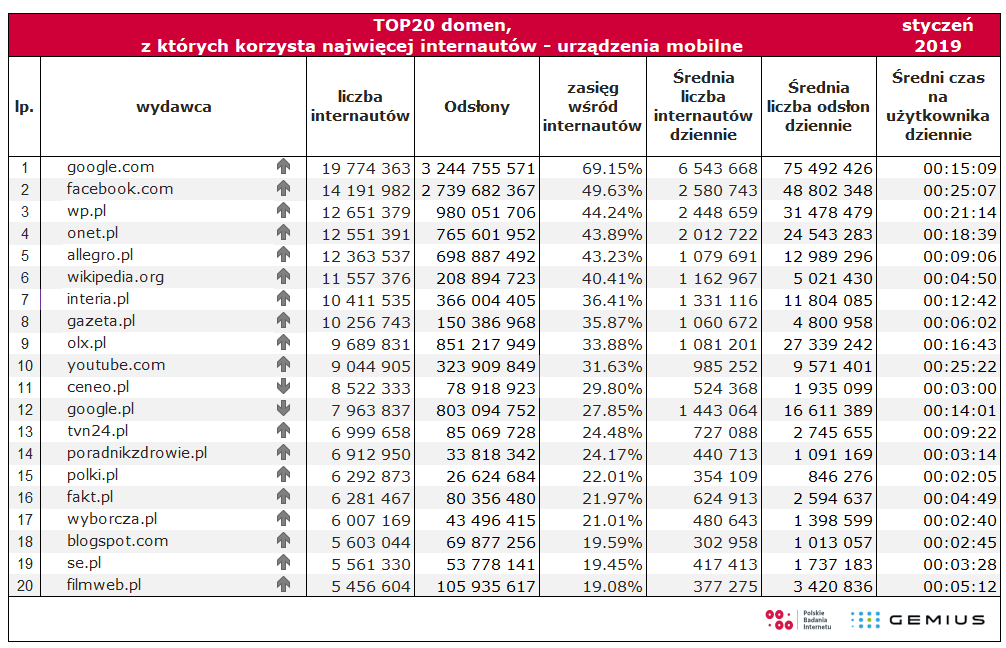 TOP20 domen,
z których korzysta najwięcej internautów - urządzenia mobilne
styczeń
2019
lp.
wydawca
liczba
internautów
Odsłony
zasięg
wśród
internautów
Średnia
liczba
internautów
dziennie
Średnia
liczba odsłon
dziennie
Średni czas
na
użytkownika
dziennie
1 google.com 19 774 363 3 244 755 571 69.15% 6 543 668 75 492 426 00:15:09
2 facebook.com 14 191 982 2 739 682 367 49.63% 2 580 743 48 802 348 00:25:07
3 wp.pl 12 651 379 980 051 706 44.24% 2 448 659 31 478 479 00:21:14
4 onet.pl 12 551 391 765 601 952 43.89% 2 012 722 24 543 283 00:18:39
5 allegro.pl 12 363 537 698 887 492 43.23% 1 079 691 12 989 296 00:09:06
6 wikipedia.org 11 557 376 208 894 723 40.41% 1 162 967 5 021 430 00:04:50
7 interia.pl 10 411 535 366 004 405 36.41% 1 331 116 11 804 085 00:12:42
8 gazeta.pl 10 256 743 150 386 968 35.87% 1 060 672 4 800 958 00:06:02
9 olx.pl 9 689 831 851 217 949 33.88% 1 081 201 27 339 242 00:16:43
10 youtube.com 9 044 905 323 909 849 31.63% 985 252 9 571 401 00:25:22
11 ceneo.pl 8 522 333 78 918 923 29.80% 524 368 1 935 099 00:03:00
12 google.pl 7 963 837 803 094 752 27.85% 1 443 064 16 611 389 00:14:01
13 tvn24.pl 6 999 658 85 069 728 24.48% 727 088 2 745 655 00:09:22
14 poradnikzdrowie.pl 6 912 950 33 818 342 24.17% 440 713 1 091 169 00:03:14
15 polki.pl 6 292 873 26 624 684 22.01% 354 109 846 276 00:02:05
16 fakt.pl 6 281 467 80 356 480 21.97% 624 913 2 594 637 00:04:49
17 wyborcza.pl 6 007 169 43 496 415 21.01% 480 643 1 398 599 00:02:40
18 blogspot.com 5 603 044 69 877 256 19.59% 302 958 1 013 057 00:02:45
19 se.pl 5 561 330 53 778 141 19.45% 417 413 1 737 183 00:03:28
20 filmweb.pl 5 456 604 105 935 617 19.08% 377 275 3 420 836 00:05:12
Polskie
Badania
Internetu
GEMIUS